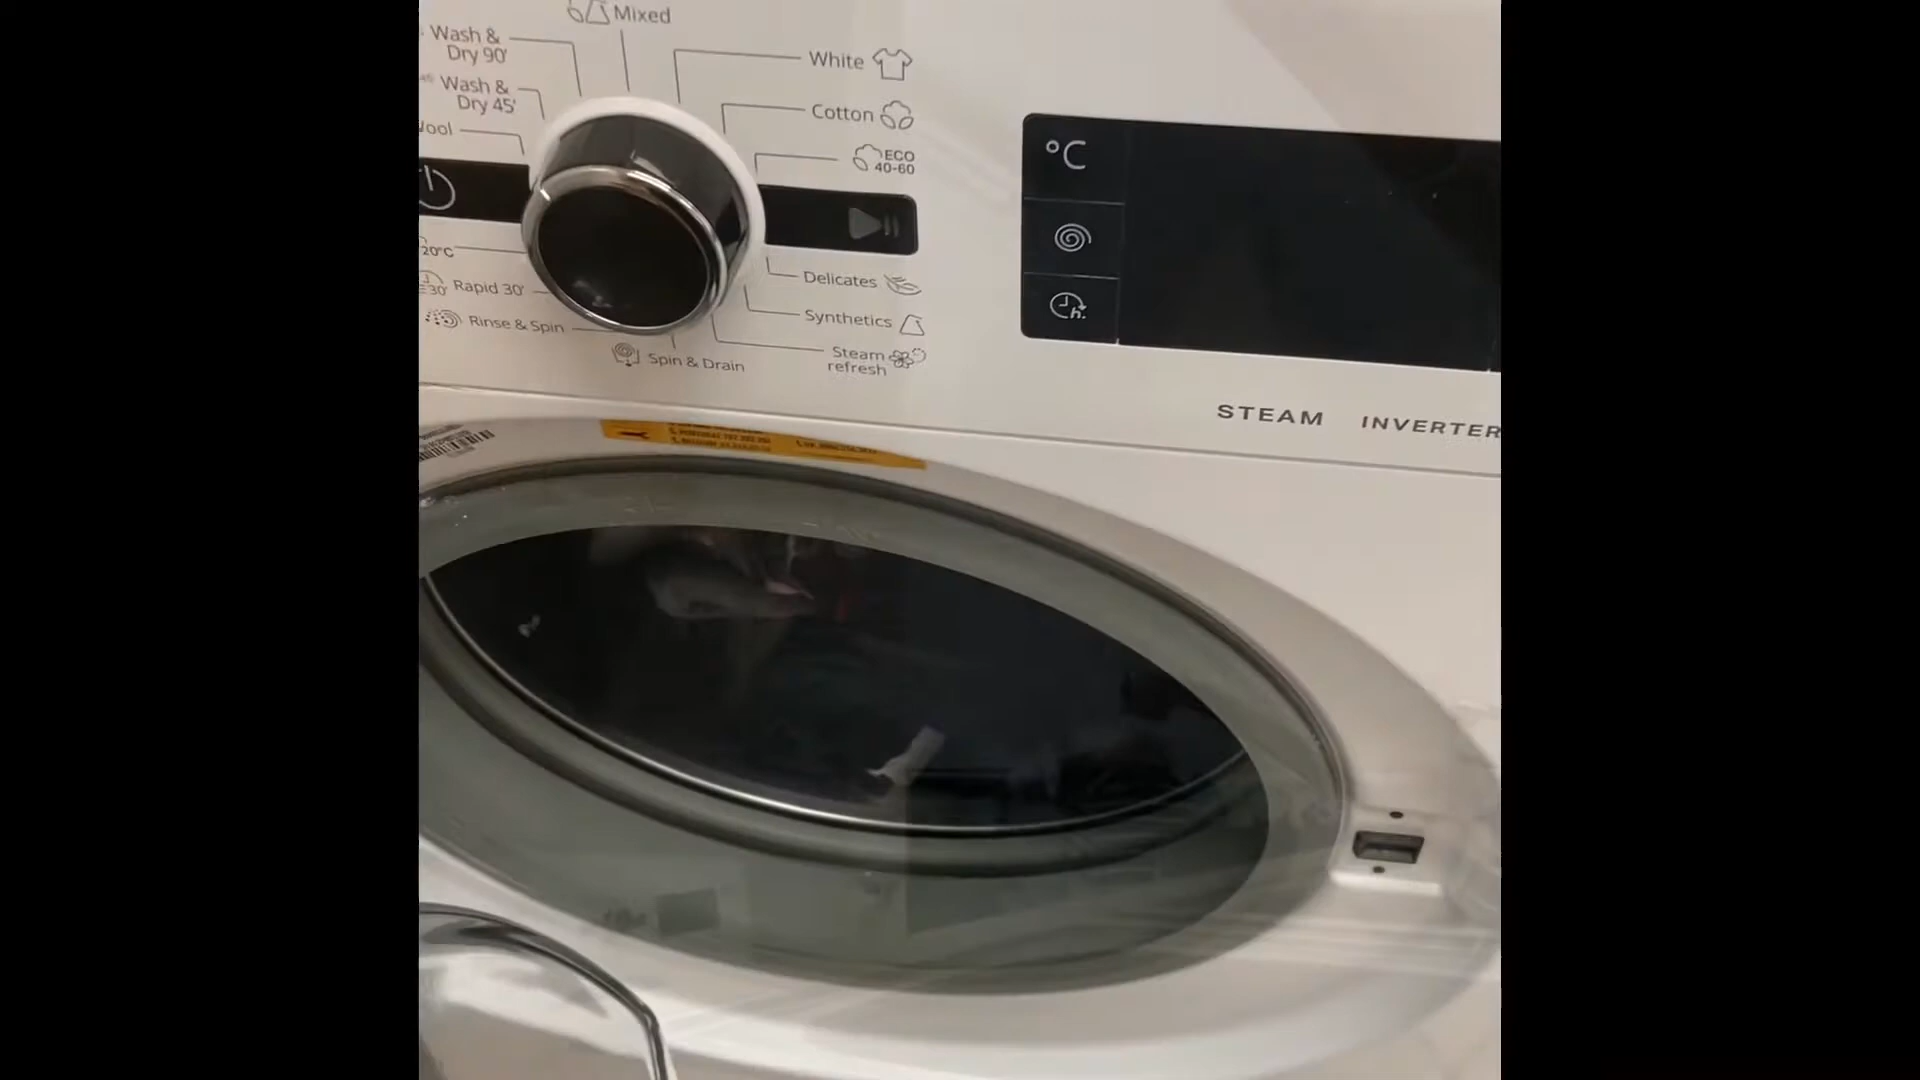 Mixed
Wash &
Dry 90'
White
Wash &
Dry 45'
Cotton
ECO
40-60
°C
20°C
Rapid 30'
30'
Delicates
h.
Rinse & Spin
Synthetics
Spin & Drain
Steam
refresh
STEAM INVERTER